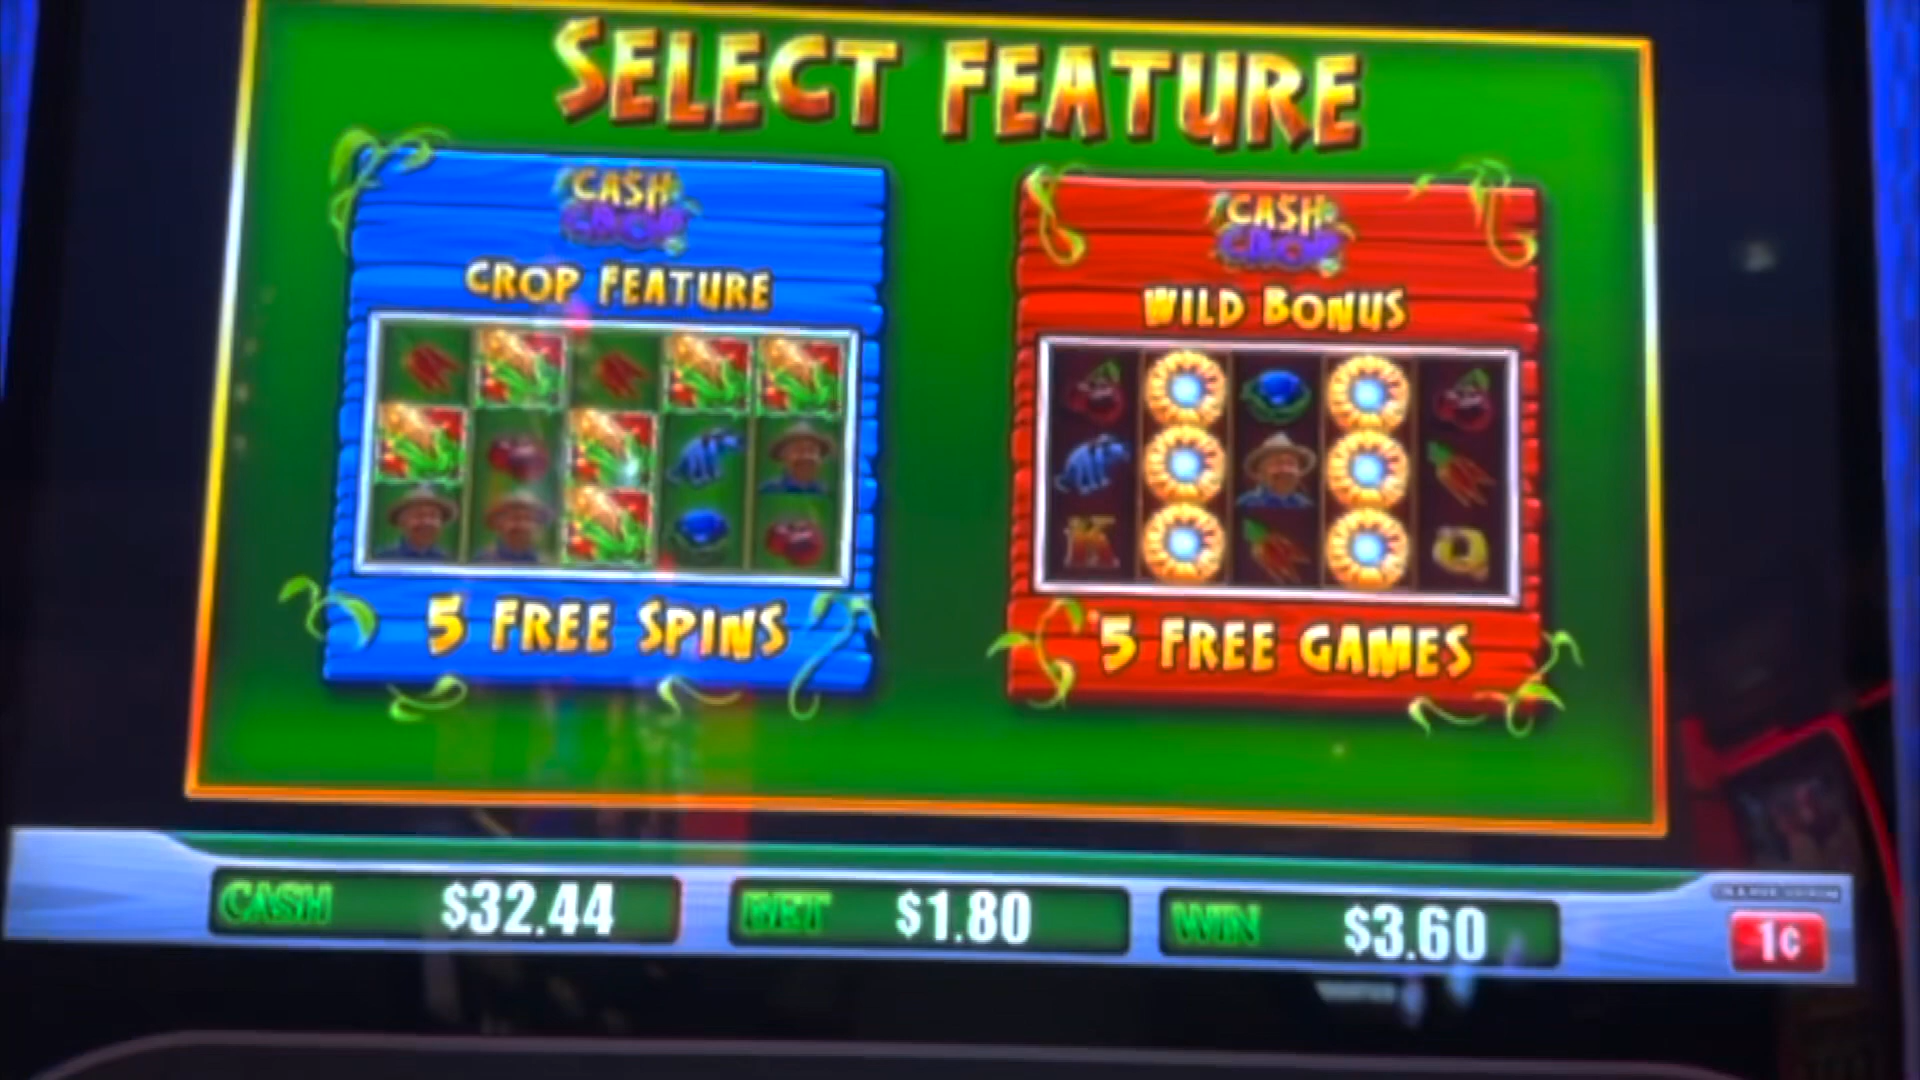 SELECT FEATURE
CASH
CROP
CROP FEATURE
5 FREE SPINS
CASH
CROP
WILD BONUS
K
Q
5 FREE GAMES
CASH $32.44
BET $1.80
WIN $3.60
1¢